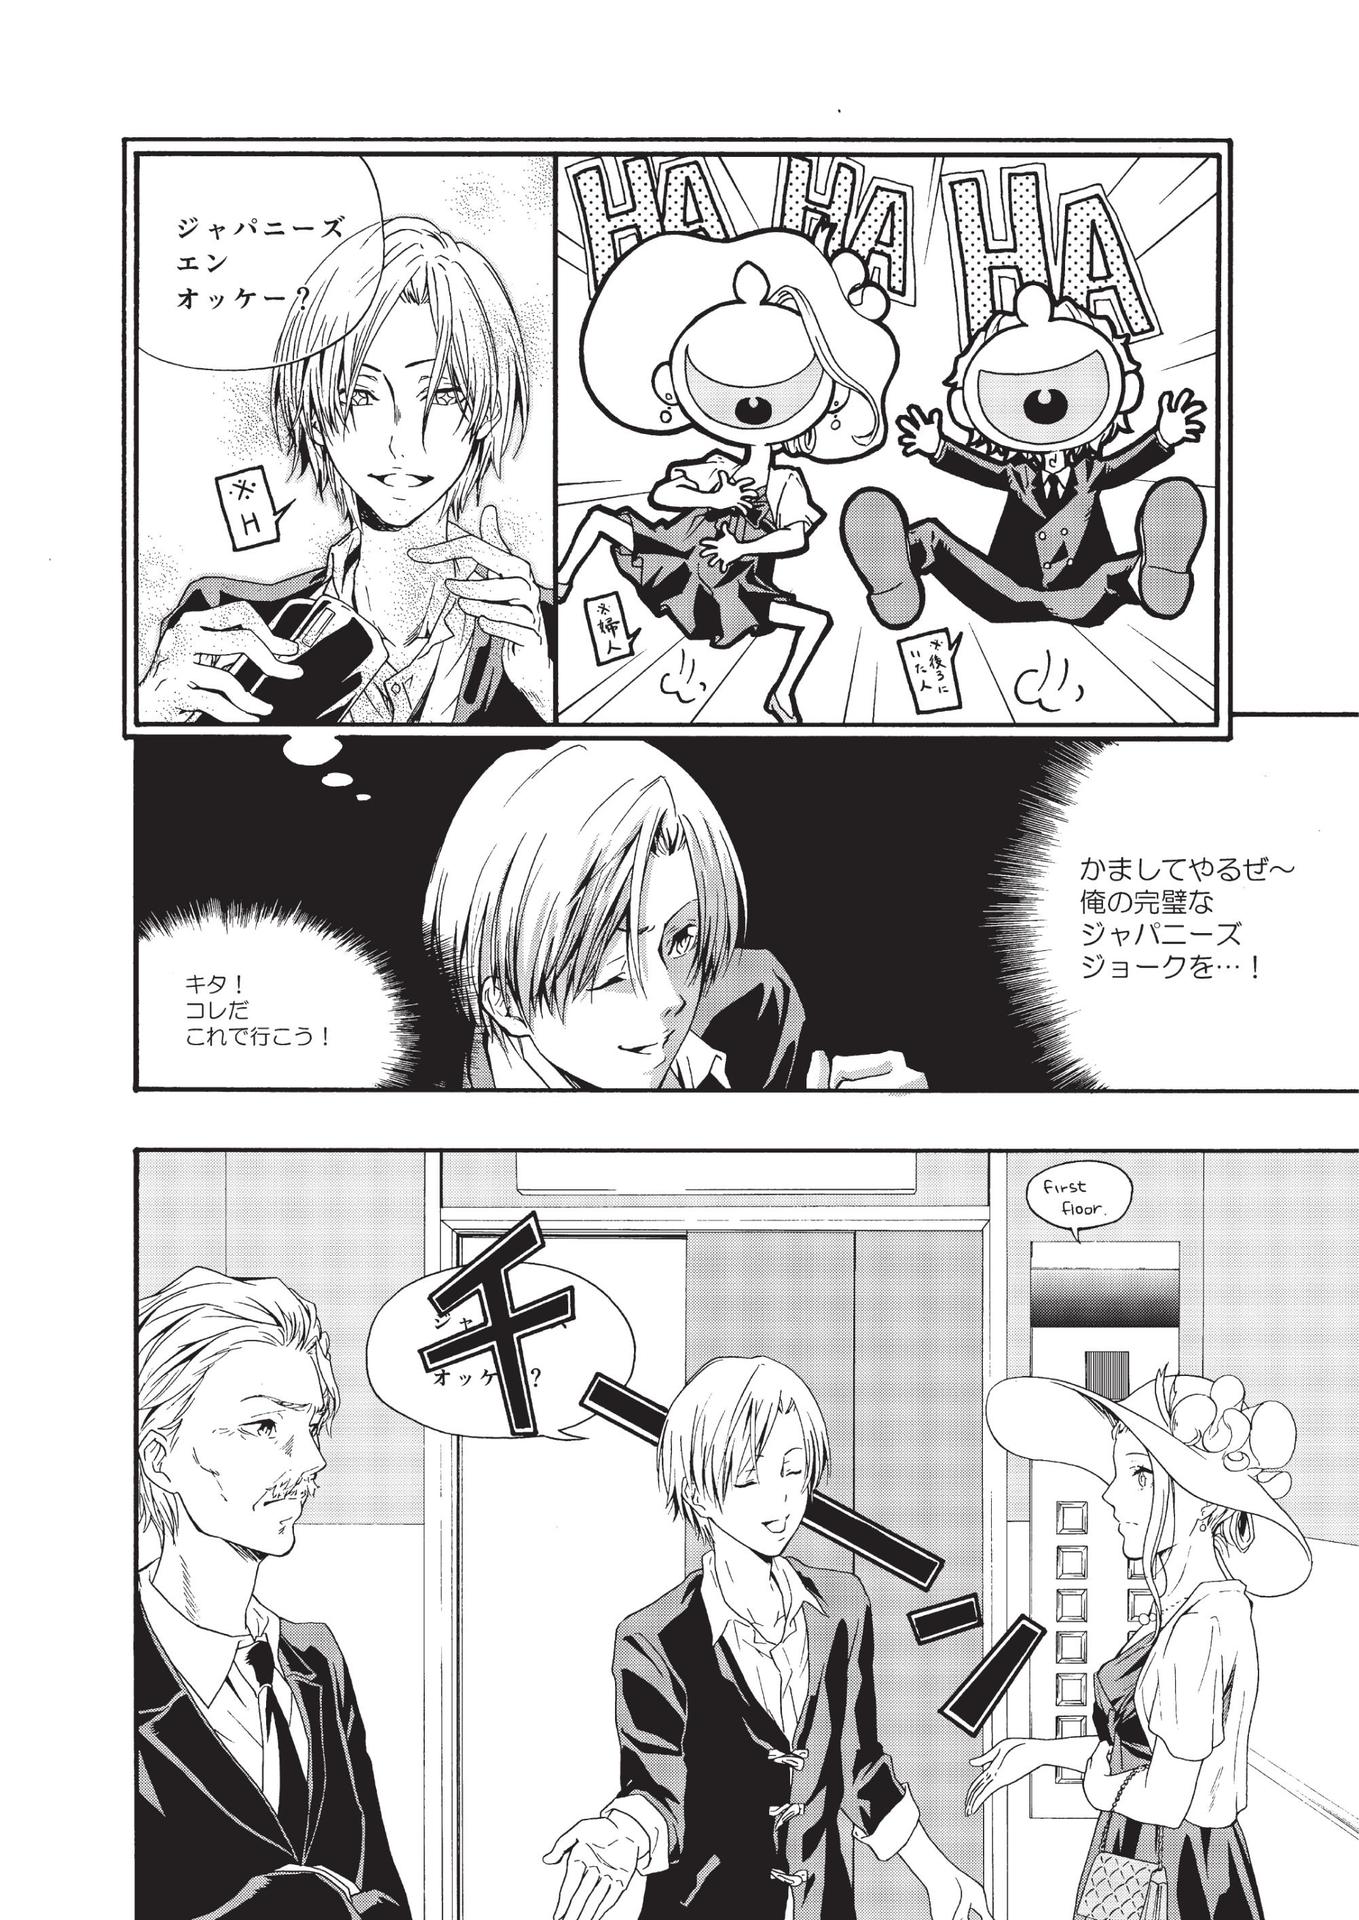 ジャパニーズ
エン
オッケー？
※H
HA HA HA
※婦人
※後ろに
いた人
キタ！
コレだ
これで行こう！
かましてやるぜ～
俺の完璧な
ジャパニーズ
ジョークを…！
ジャ
オッケ ？
チーン
First
floor.